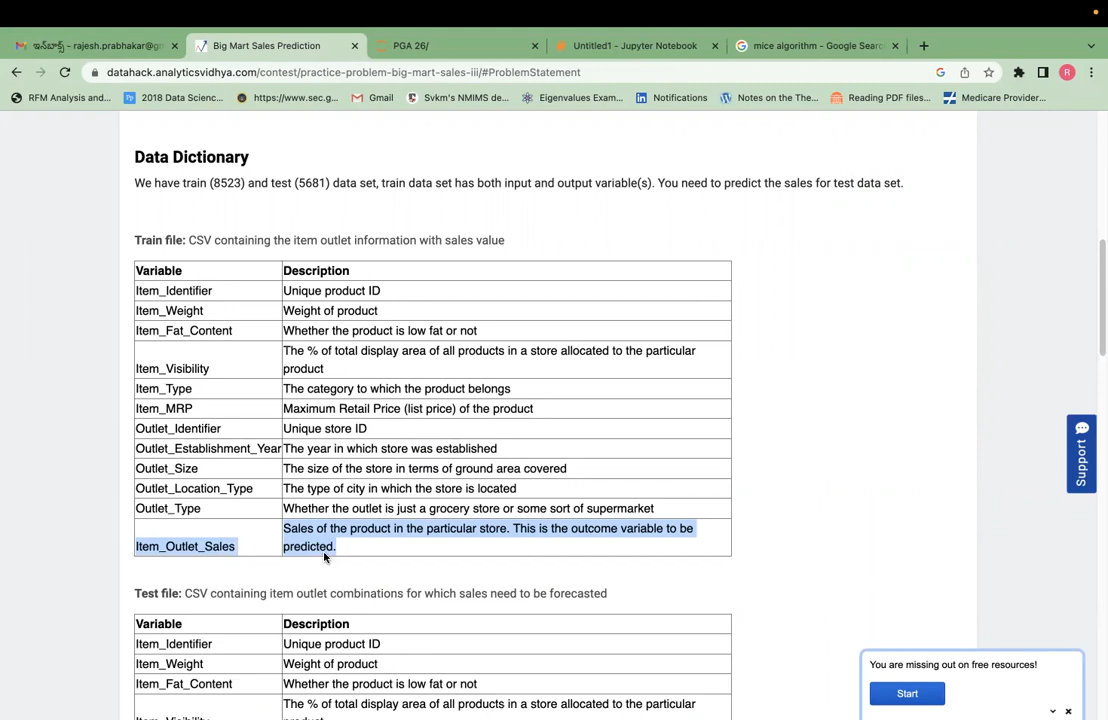 ఇన్‌బాక్స్ - rajesh.prabhakar@gm
Big Mart Sales Prediction
PGA 26/
Untitled1 - Jupyter Notebook
mice algorithm - Google Searc
datahack.analyticsvidhya.com/contest/practice-problem-big-mart-sales-iii/#ProblemStatement
R
RFM Analysis and...
2018 Data Scienc...
https://www.sec.g...
Gmail
Svkm's NMIMS de...
Eigenvalues Exam...
Notifications
Notes on the The...
Reading PDF files...
Medicare Provider...
Data Dictionary
We have train (8523) and test (5681) data set, train data set has both input and output variable(s). You need to predict the sales for test data set.
Train file: CSV containing the item outlet information with sales value
Variable Description
Item_Identifier Unique product ID
Item_Weight Weight of product
Item_Fat_Content Whether the product is low fat or not
The % of total display area of all products in a store allocated to the particular
Item_Visibility product
Item_Type The category to which the product belongs
Item_MRP Maximum Retail Price (list price) of the product
Outlet_Identifier Unique store ID
Outlet_Establishment_Year The year in which store was established
Outlet_Size The size of the store in terms of ground area covered
Outlet_Location_Type The type of city in which the store is located
Outlet_Type Whether the outlet is just a grocery store or some sort of supermarket
Sales of the product in the particular store. This is the outcome variable to be
Item_Outlet_Sales predicted.
Support
Test file: CSV containing item outlet combinations for which sales need to be forecasted
Variable Description
Item_Identifier Unique product ID
Item_Weight Weight of product
Item_Fat_Content Whether the product is low fat or not
The % of total display area of all products in a store allocated to the particular
You are missing out on free resources!
Start